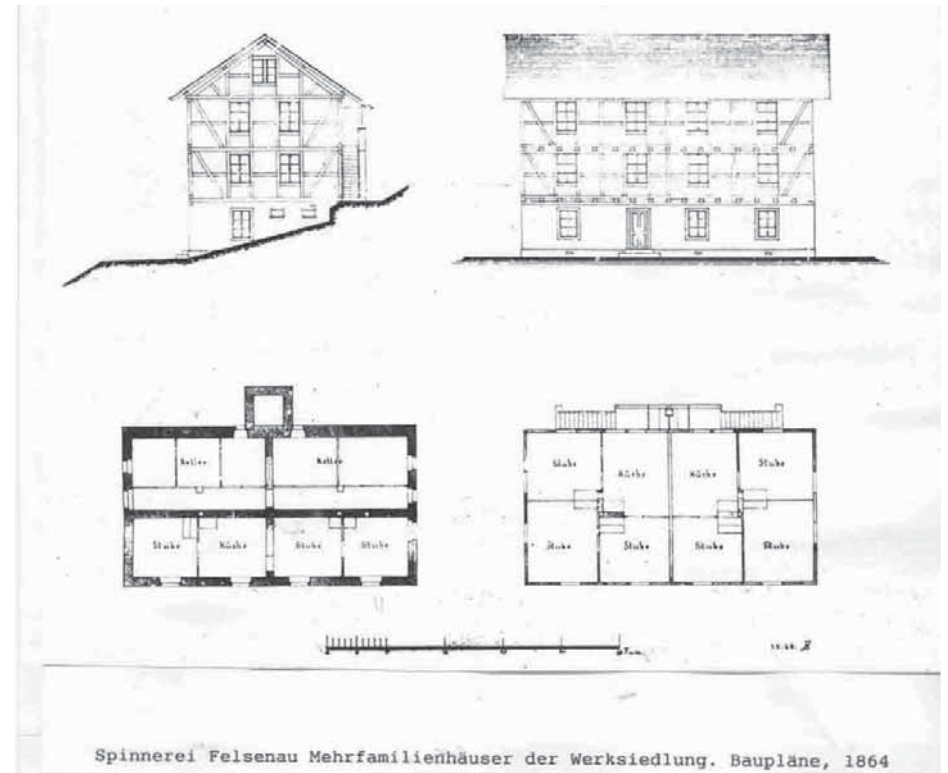 Keller Keller
Stube Küche Stube Stube
Stube Küche Küche Stube
Stube Stube Stube Stube
Spinnerei Felsenau Mehrfamilienhäuser der Werksiedlung. Baupläne, 1864